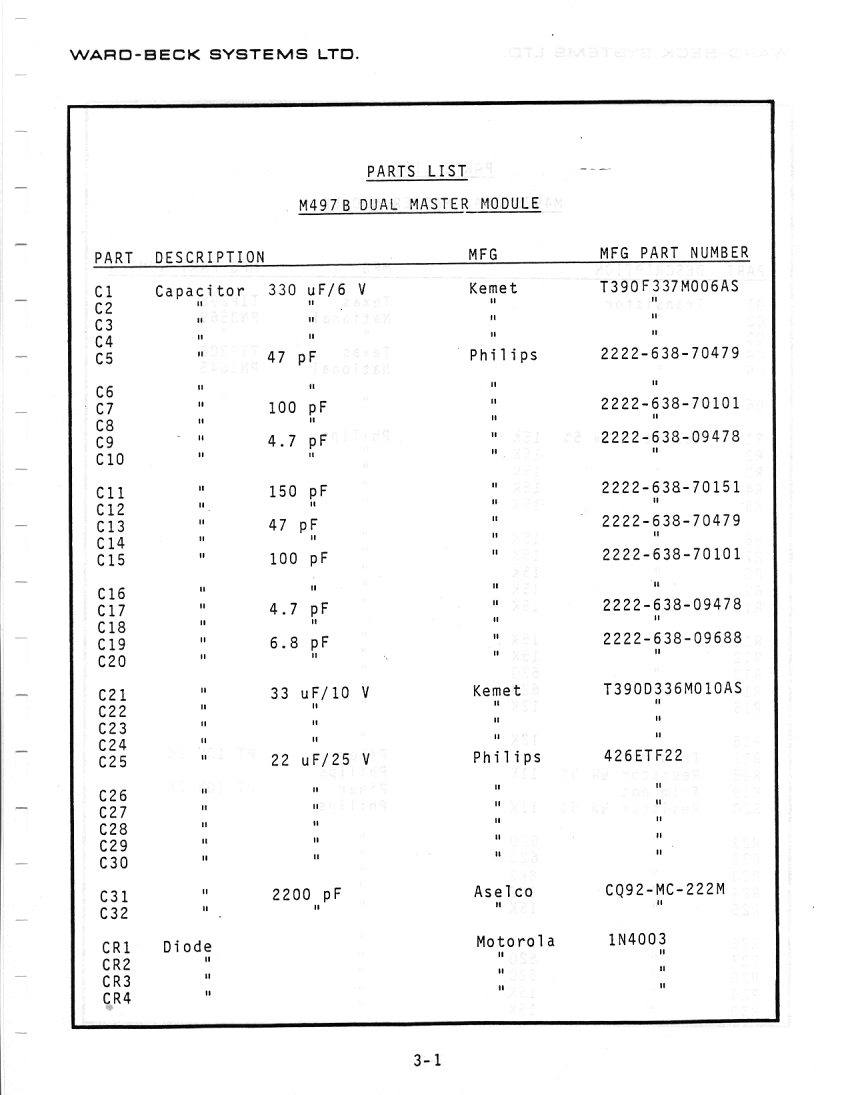 WARD-BECK SYSTEMS LTD.
PARTS LIST
M497B DUAL MASTER MODULE
PART DESCRIPTION MFG MFG PART NUMBER
C1 Capacitor 330 uF/6 V Kemet T390F337M006AS
C2 " " " "
C3 " " " "
C4 " " " "
C5 " 47 pF Philips 2222-638-70479
C6 " " " "
C7 " 100 pF " 2222-638-70101
C8 " " " "
C9 " 4.7 pF " 2222-638-09478
C10 " " " "
C11 " 150 pF " 2222-638-70151
C12 " " " "
C13 " 47 pF " 2222-638-70479
C14 " " " "
C15 " 100 pF " 2222-638-70101
C16 " " " "
C17 " 4.7 pF " 2222-638-09478
C18 " " " "
C19 " 6.8 pF " 2222-638-09688
C20 " " " "
C21 " 33 uF/10 V Kemet T390D336M010AS
C22 " " " "
C23 " " " "
C24 " " " "
C25 " 22 uF/25 V Philips 426ETF22
C26 " " " "
C27 " " " "
C28 " " " "
C29 " " " "
C30 " " " "
C31 " 2200 pF Aselco CQ92-MC-222M
C32 " " " "
CR1 Diode Motorola 1N4003
CR2 " " "
CR3 " " "
CR4 " " "
3-1